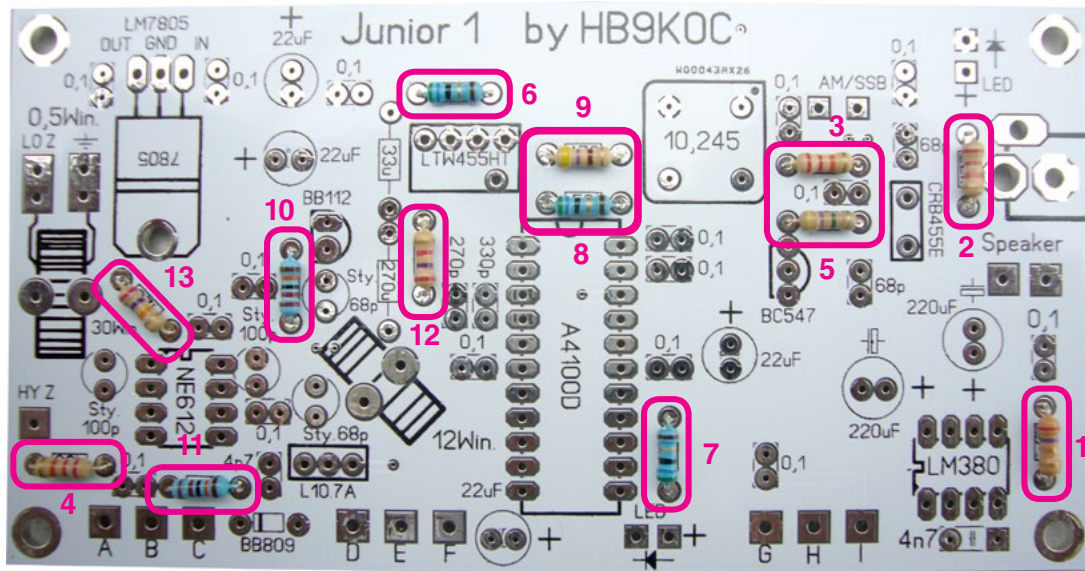 Junior 1 by HB9KOC
LM7805
OUT GND IN
22uF
0,1
0,1
0,1
6
9
WG0043AX26
10,245
0,1
AM/SSB
0,1
LED
3
0,5Win.
LO Z
7805
22uF
33u
LTW455HT
68p
CRB455E
0,1
2
10
BB112
8
5
Speaker
13
0,1
Sty.
68p
270u
12
270p
330p
0,1
0,1
BC547
68p
220uF
30Win.
0,1
Sty.
100p
A4100D
22uF
0,1
0,1
0,1
NE612
HY Z
Sty.
100p
0,1
Sty.68p
12Win.
220uF
4
0,1
11
4n7
L10.7A
22uF
7
0,1
LM380
1
A
B
C
BB809
D
E
F
LED
G
H
I
4n7